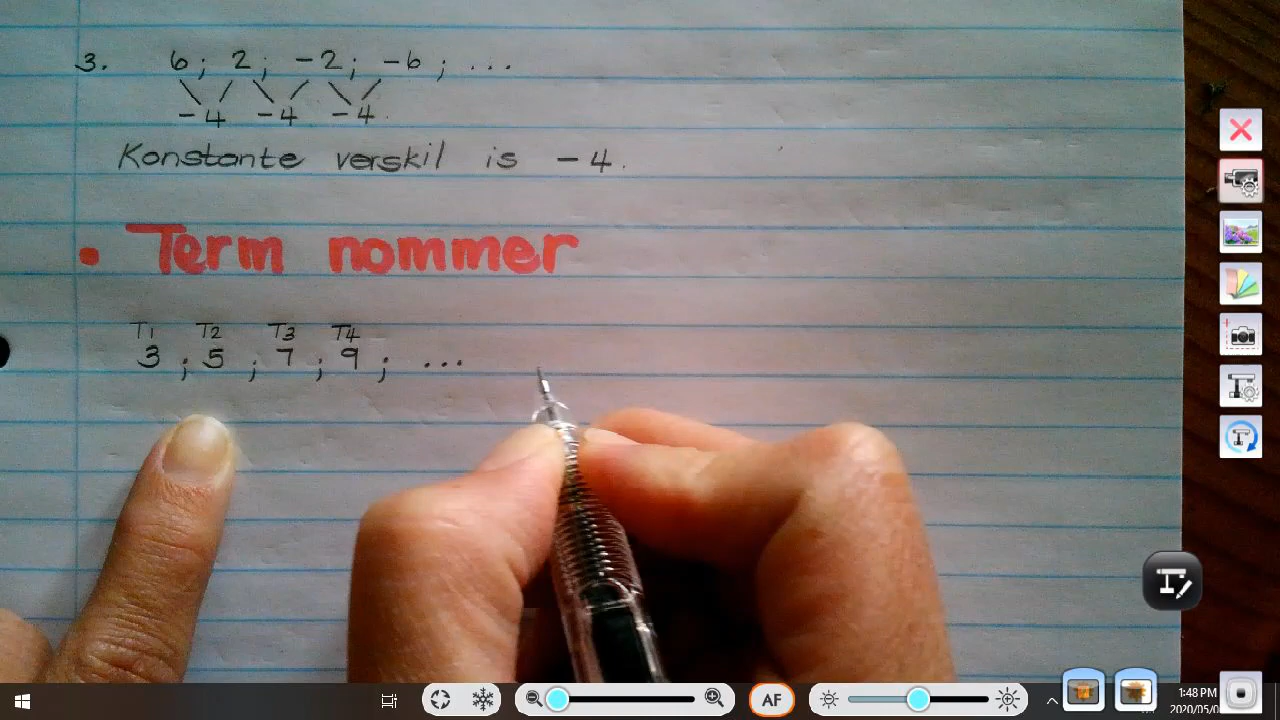 3. 6 ; 2 ; -2 ; -6 ; ...
-4 -4 -4
Konstante verskil is -4.
• Term nommer
T1 T2 T3 T4
3 ; 5 ; 7 ; 9 ; ...
AF
1:48 PM